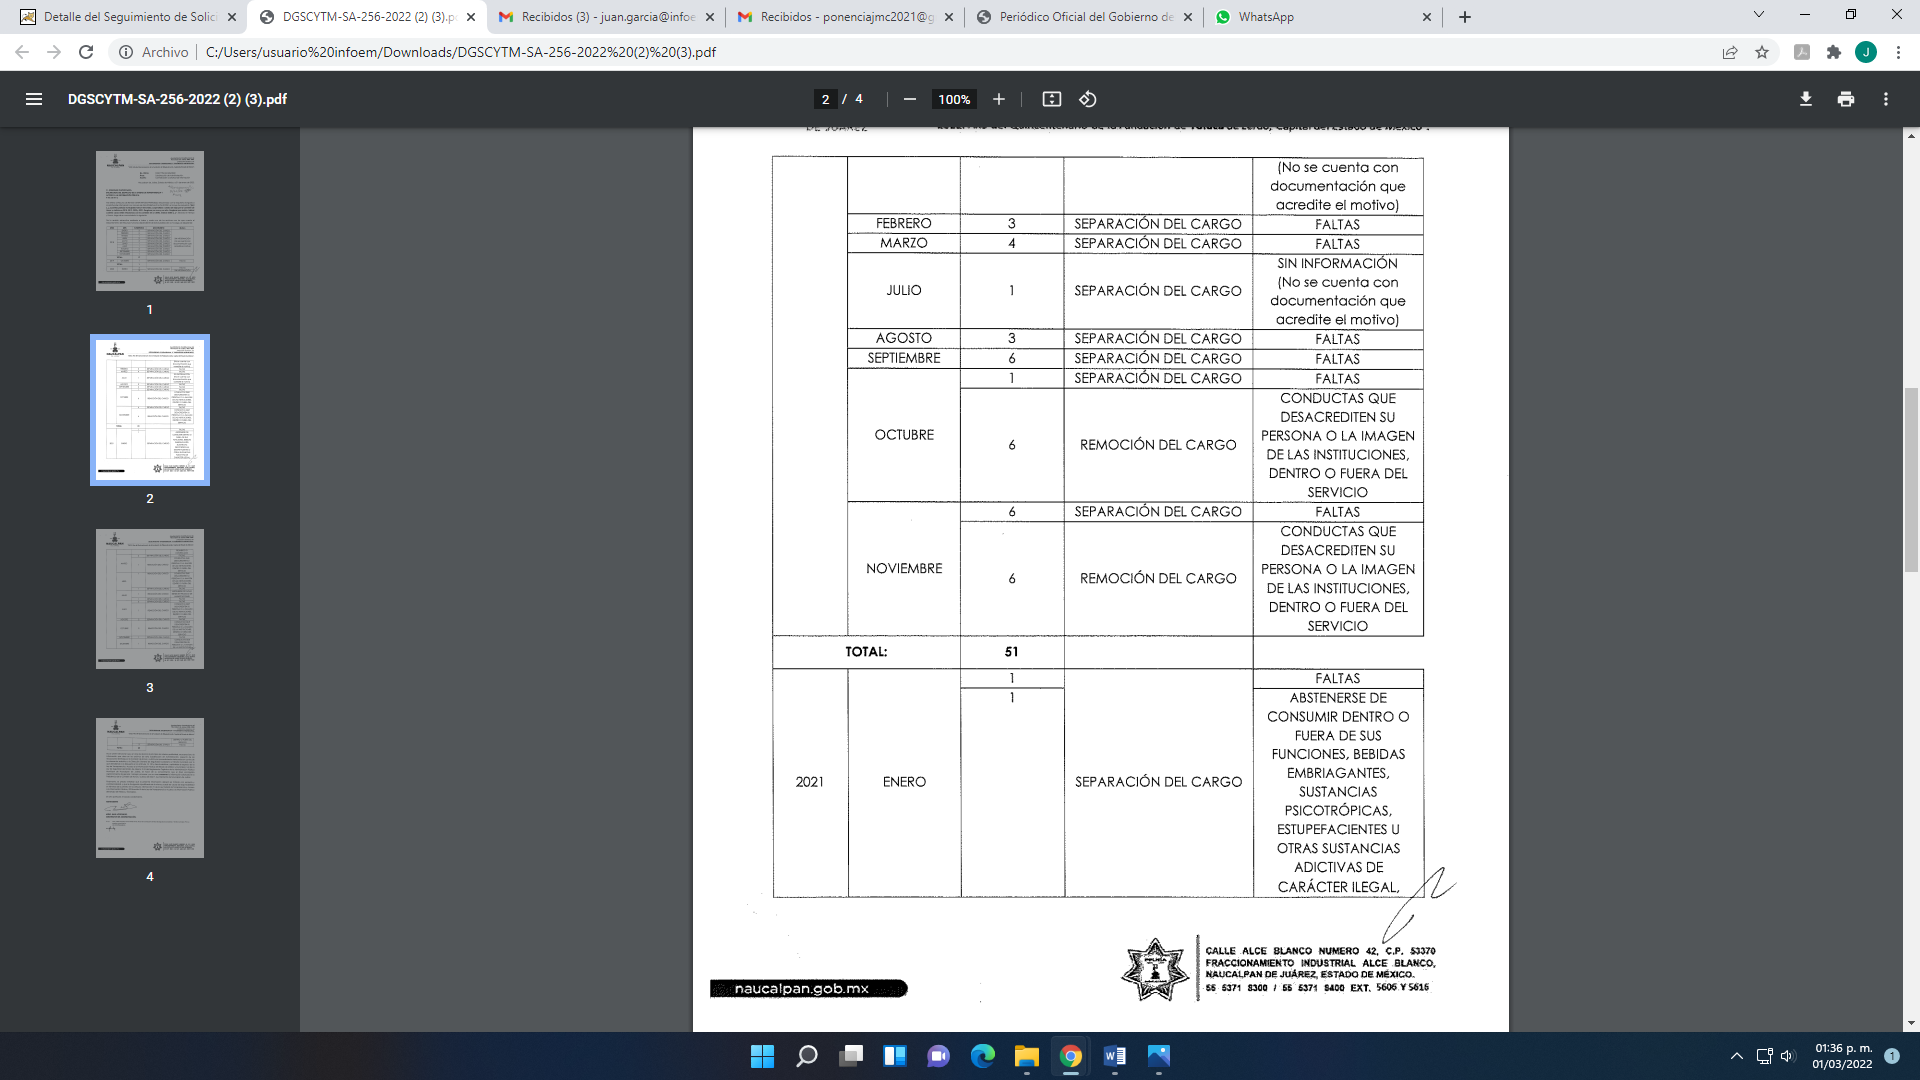 Detalle del Seguimiento de Solici
DGSCYTM-SA-256-2022 (2) (3).p
Recibidos (3) - juan.garcia@infoe
Recibidos - ponenciajmc2021@g
Periódico Oficial del Gobierno de
WhatsApp
Archivo
C:/Users/usuario%20infoem/Downloads/DGSCYTM-SA-256-2022%20(2)%20(3).pdf
J
DGSCYTM-SA-256-2022 (2) (3).pdf
2 / 4
100%
1
2
3
4
(No se cuenta con
documentación que
acredite el motivo)
FEBRERO 3 SEPARACIÓN DEL CARGO FALTAS
MARZO 4 SEPARACIÓN DEL CARGO FALTAS
JULIO 1 SEPARACIÓN DEL CARGO
SIN INFORMACIÓN
(No se cuenta con
documentación que
acredite el motivo)
AGOSTO 3 SEPARACIÓN DEL CARGO FALTAS
SEPTIEMBRE 6 SEPARACIÓN DEL CARGO FALTAS
OCTUBRE
1 SEPARACIÓN DEL CARGO FALTAS
6 REMOCIÓN DEL CARGO
CONDUCTAS QUE
DESACREDITEN SU
PERSONA O LA IMAGEN
DE LAS INSTITUCIONES,
DENTRO O FUERA DEL
SERVICIO
NOVIEMBRE
6 SEPARACIÓN DEL CARGO FALTAS
6 REMOCIÓN DEL CARGO
CONDUCTAS QUE
DESACREDITEN SU
PERSONA O LA IMAGEN
DE LAS INSTITUCIONES,
DENTRO O FUERA DEL
SERVICIO
TOTAL: 51
2021 ENERO
1
1
SEPARACIÓN DEL CARGO
FALTAS
ABSTENERSE DE
CONSUMIR DENTRO O
FUERA DE SUS
FUNCIONES, BEBIDAS
EMBRIAGANTES,
SUSTANCIAS
PSICOTRÓPICAS,
ESTUPEFACIENTES U
OTRAS SUSTANCIAS
ADICTIVAS DE
CARÁCTER ILEGAL,
naucalpan.gob.mx
CALLE ALCE BLANCO NUMERO 42, C.P. 53370
FRACCIONAMIENTO INDUSTRIAL ALCE BLANCO,
NAUCALPAN DE JUÁREZ, ESTADO DE MÉXICO.
55 5371 8300 / 55 5371 8400 EXT. 5606 Y 5616
01:36 p. m.
01/03/2022
1